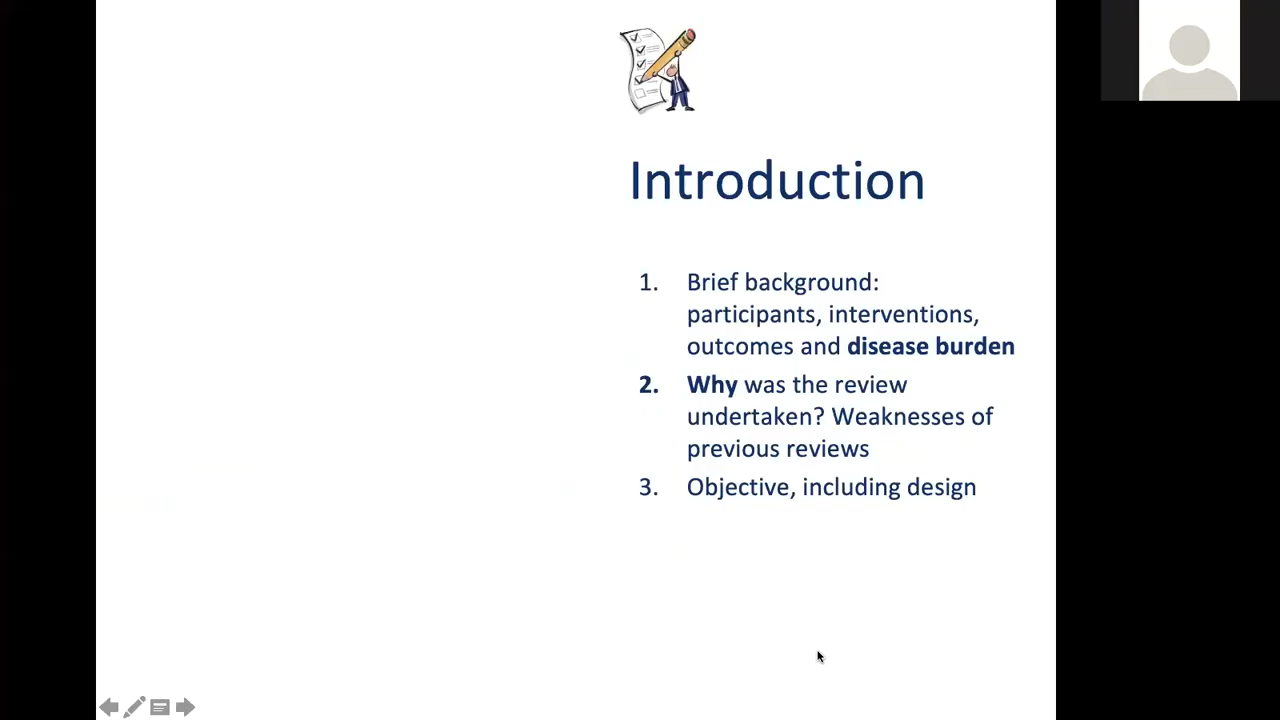 Introduction
1. Brief background:
participants, interventions,
outcomes and disease burden
2. Why was the review
undertaken? Weaknesses of
previous reviews
3. Objective, including design